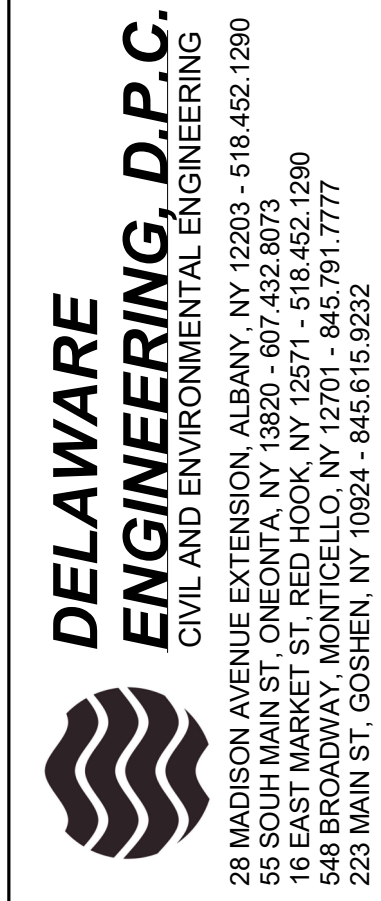 DELAWARE
ENGINEERING, D.P.C.
CIVIL AND ENVIRONMENTAL ENGINEERING
28 MADISON AVENUE EXTENSION, ALBANY, NY 12203 - 518.452.1290
55 SOUH MAIN ST, ONEONTA, NY 13820 - 607.432.8073
16 EAST MARKET ST, RED HOOK, NY 12571 - 518.452.1290
548 BROADWAY, MONTICELLO, NY 12701 - 845.791.7777
223 MAIN ST, GOSHEN, NY 10924 - 845.615.9232